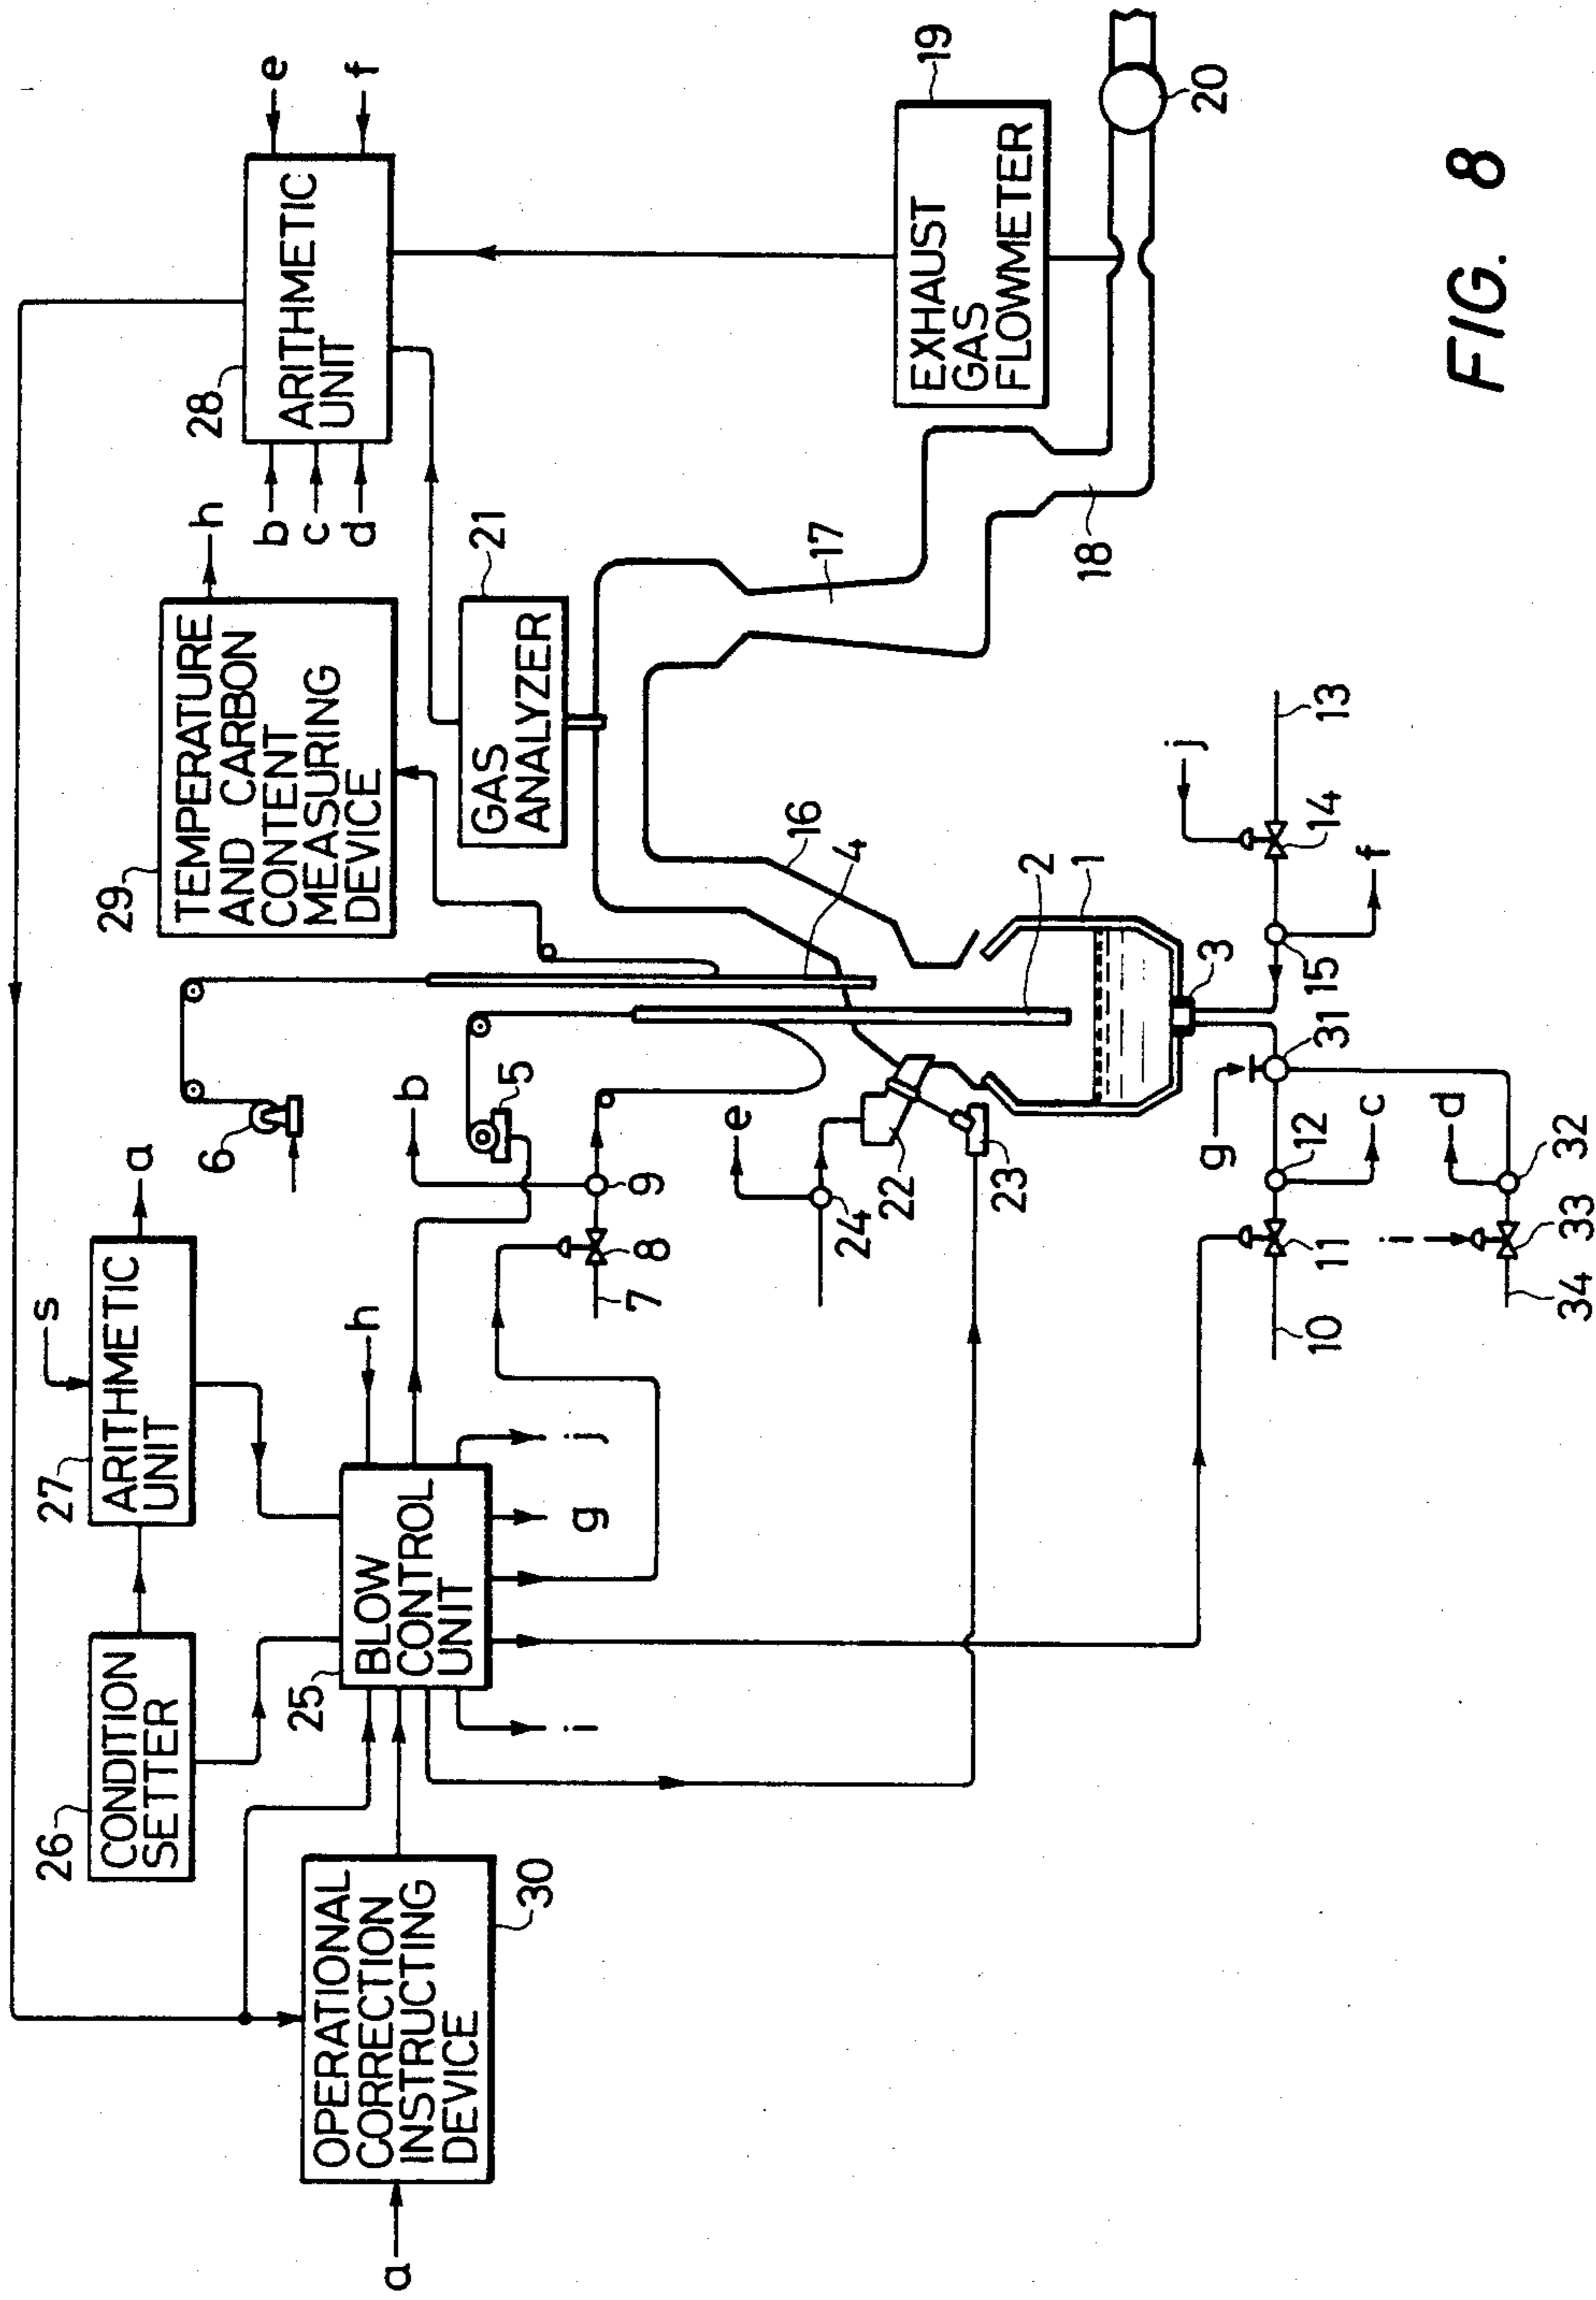 s
27
ARITHMETIC
UNIT
a
26
CONDITION
SETTER
29
TEMPERATURE
AND CARBON
CONTENT
MEASURING
DEVICE
h
28
ARITHMETIC
UNIT
b
c
d
e
f
6
30
OPERATIONAL
CORRECTION
INSTRUCTING
DEVICE
a
25
BLOW
CONTROL
UNIT
h
i
g
j
b
5
21
GAS
ANALYZER
7
8
9
e
24
22
23
4
16
17
2
1
3
18
19
EXHAUST
GAS
FLOWMETER
20
10
11
12
c
g
31
15
f
14
j
13
34
33
i
32
d
FIG. 8